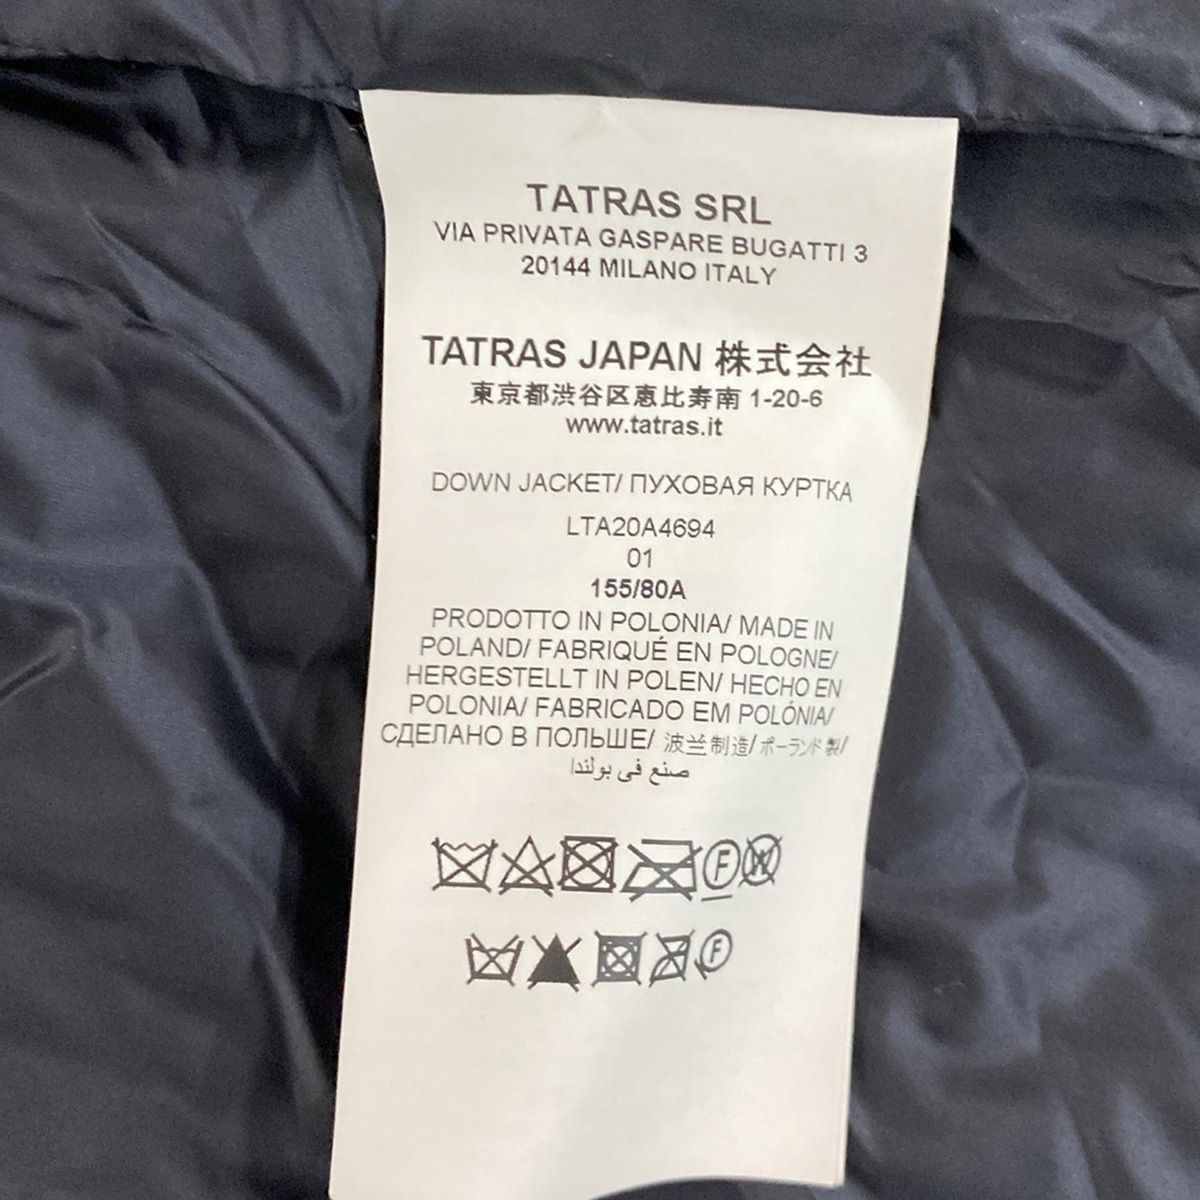 TATRAS SRL
VIA PRIVATA GASPARE BUGATTI 3
20144 MILANO ITALY
TATRAS JAPAN 株式会社
東京都渋谷区恵比寿南 1-20-6
www.tatras.it
DOWN JACKET/ ПУХОВАЯ КУРТКА
LTA20A4694
01
155/80A
PRODOTTO IN POLONIA/ MADE IN
POLAND/ FABRIQUÉ EN POLOGNE/
HERGESTELLT IN POLEN/ HECHO EN
POLONIA/ FABRICADO EM POLÓNIA/
СДЕЛАНО В ПОЛЬШЕ/ 波兰制造/ ポーランド製/
صنع في بولندا
F W
F